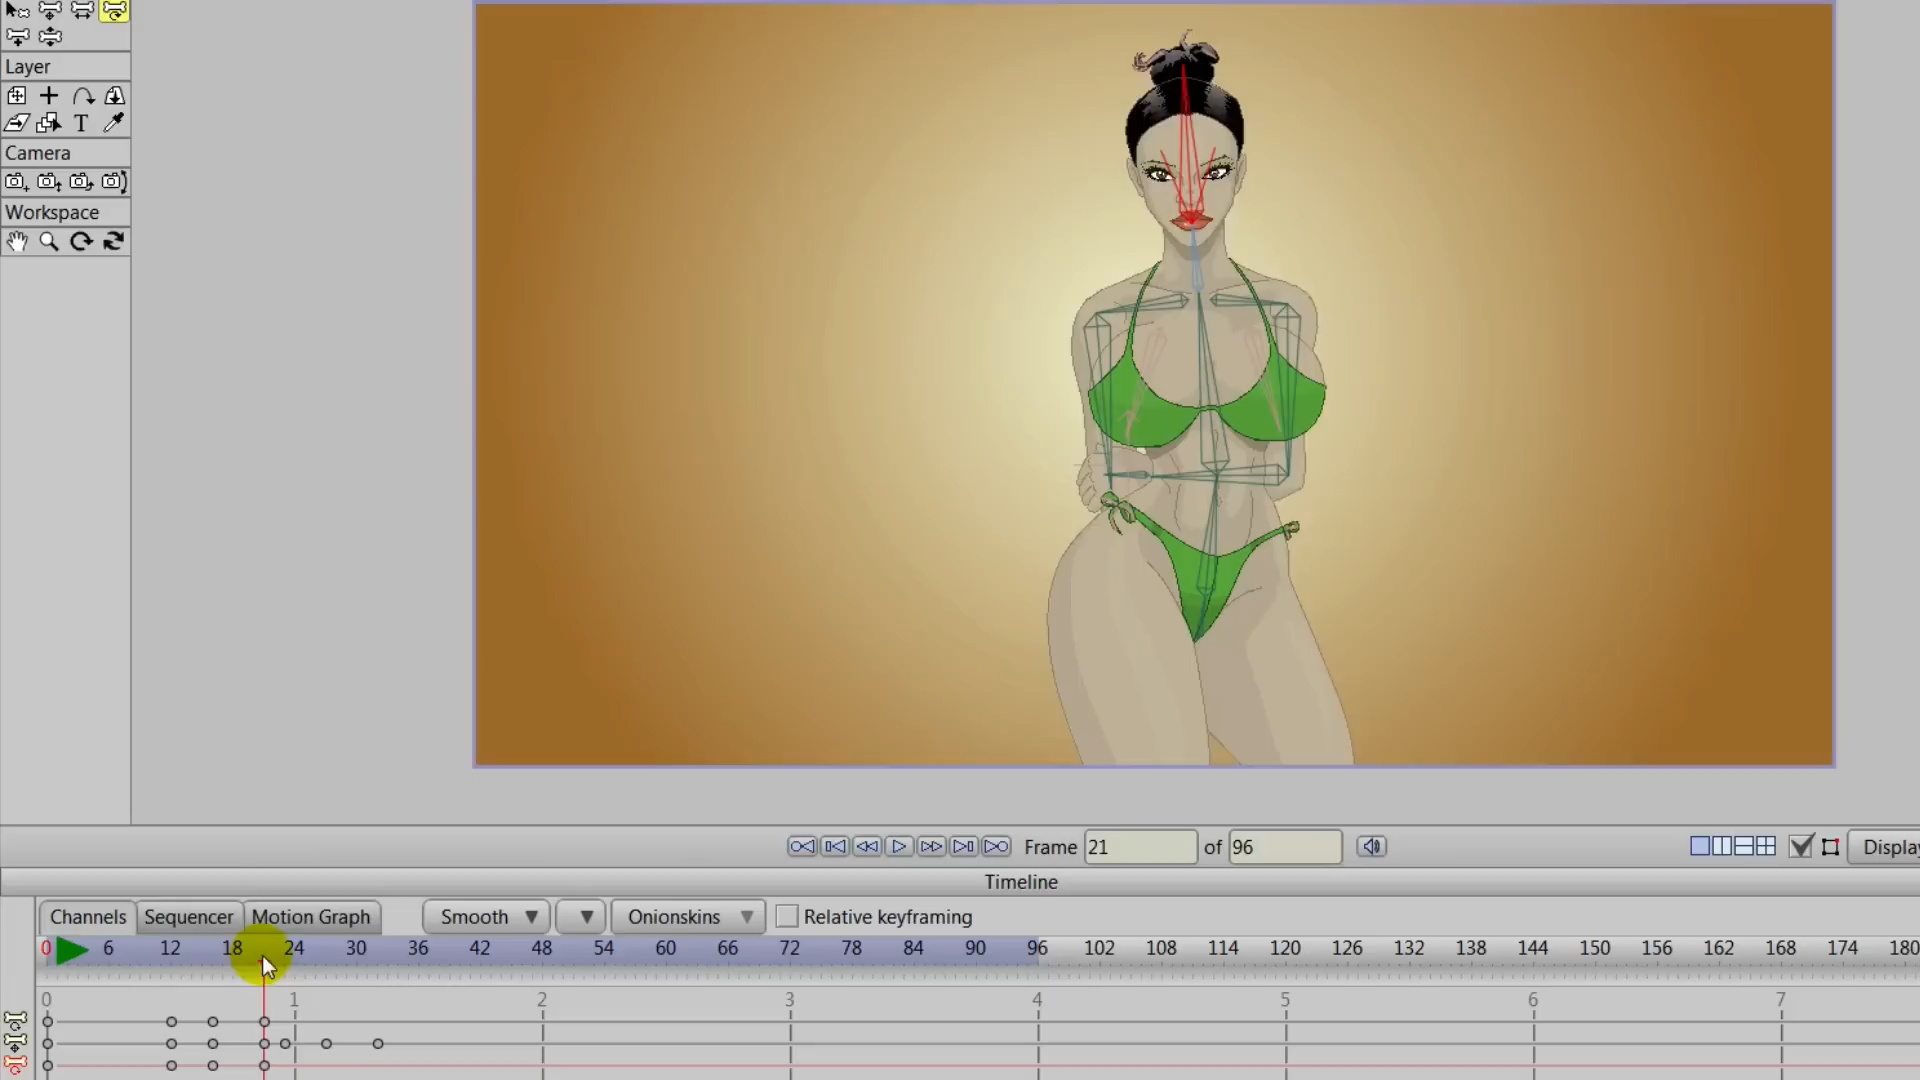 Layer
T
Camera
Workspace
Frame 21 of 96
Display
Timeline
Channels Sequencer Motion Graph Smooth Onionskins Relative keyframing
0 6 12 18 24 30 36 42 48 54 60 66 72 78 84 90 96 102 108 114 120 126 132 138 144 150 156 162 168 174 180
0 1 2 3 4 5 6 7